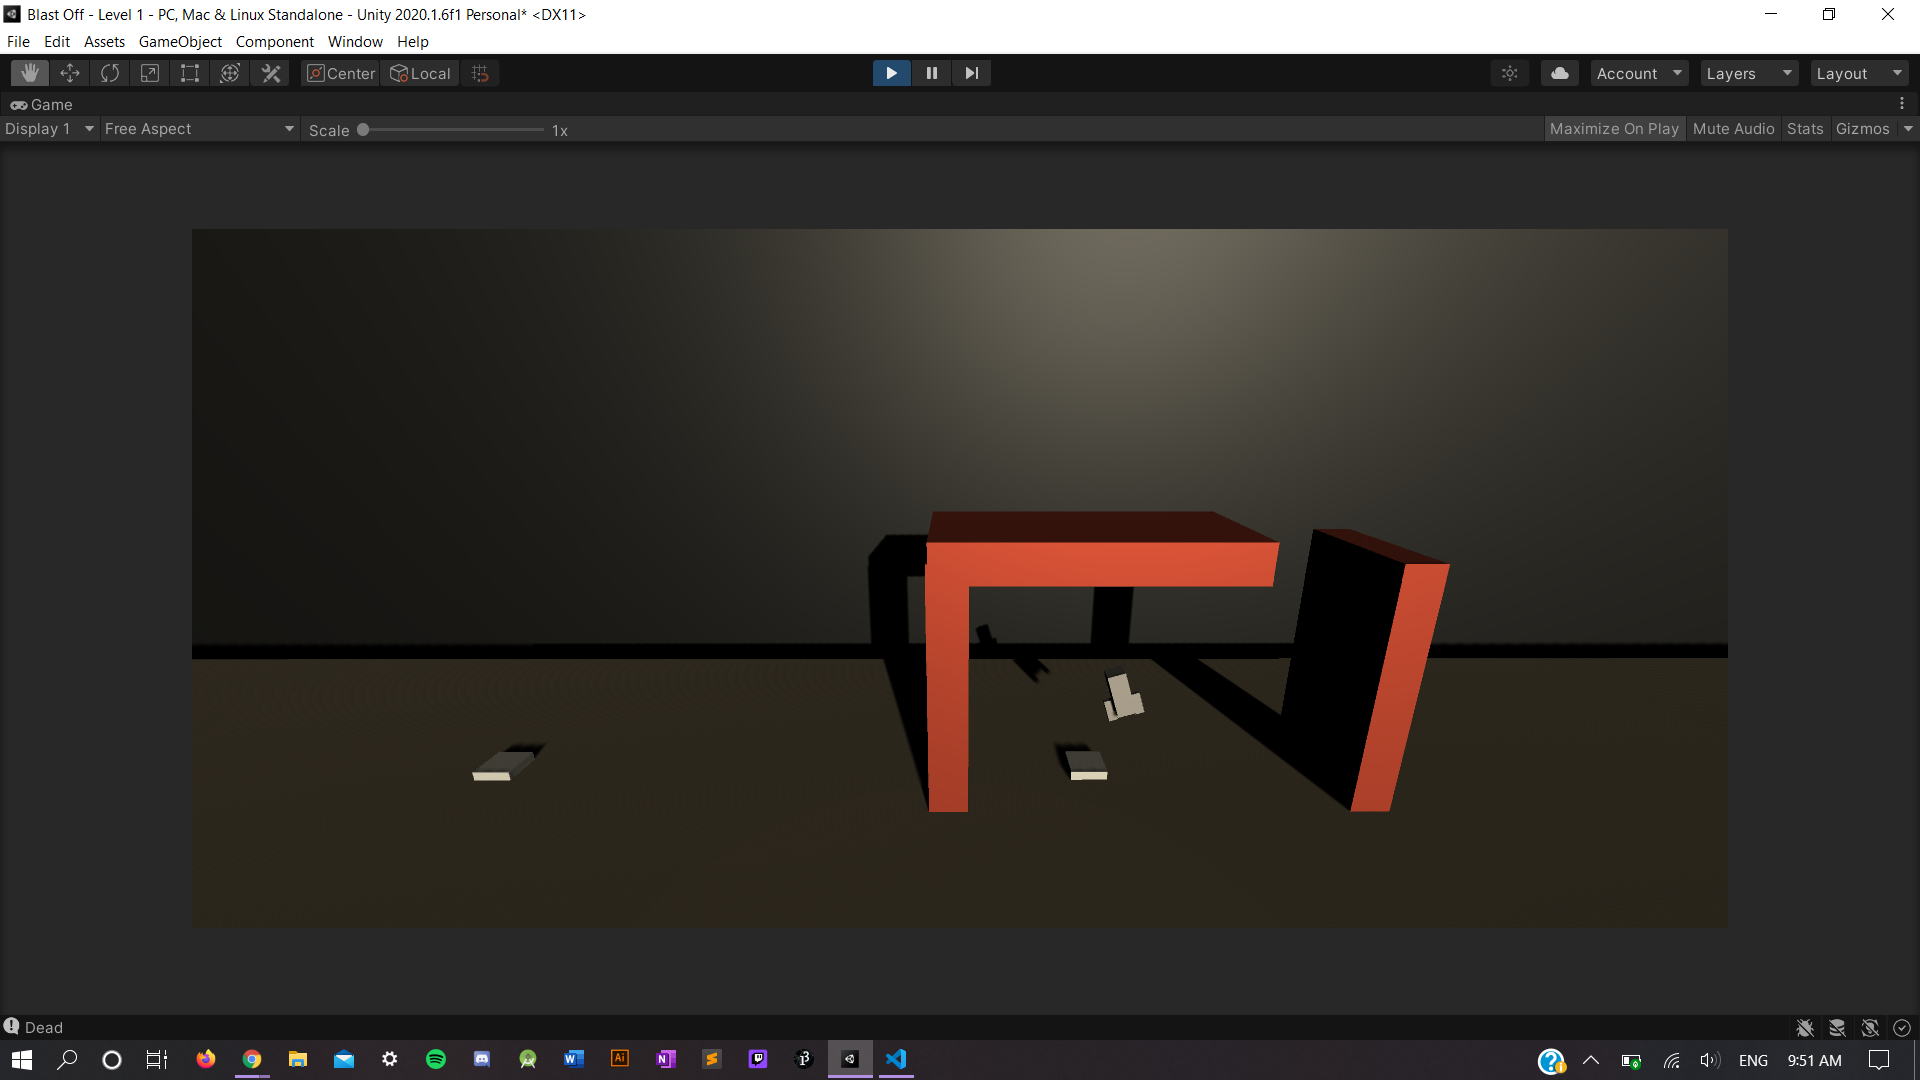 Blast Off - Level 1 - PC, Mac & Linux Standalone - Unity 2020.1.6f1 Personal* <DX11>
File Edit Assets GameObject Component Window Help
Center Local Account Layers Layout
Game
Display 1 Free Aspect Scale 1x Maximize On Play Mute Audio Stats Gizmos
Dead
ENG 9:51 AM